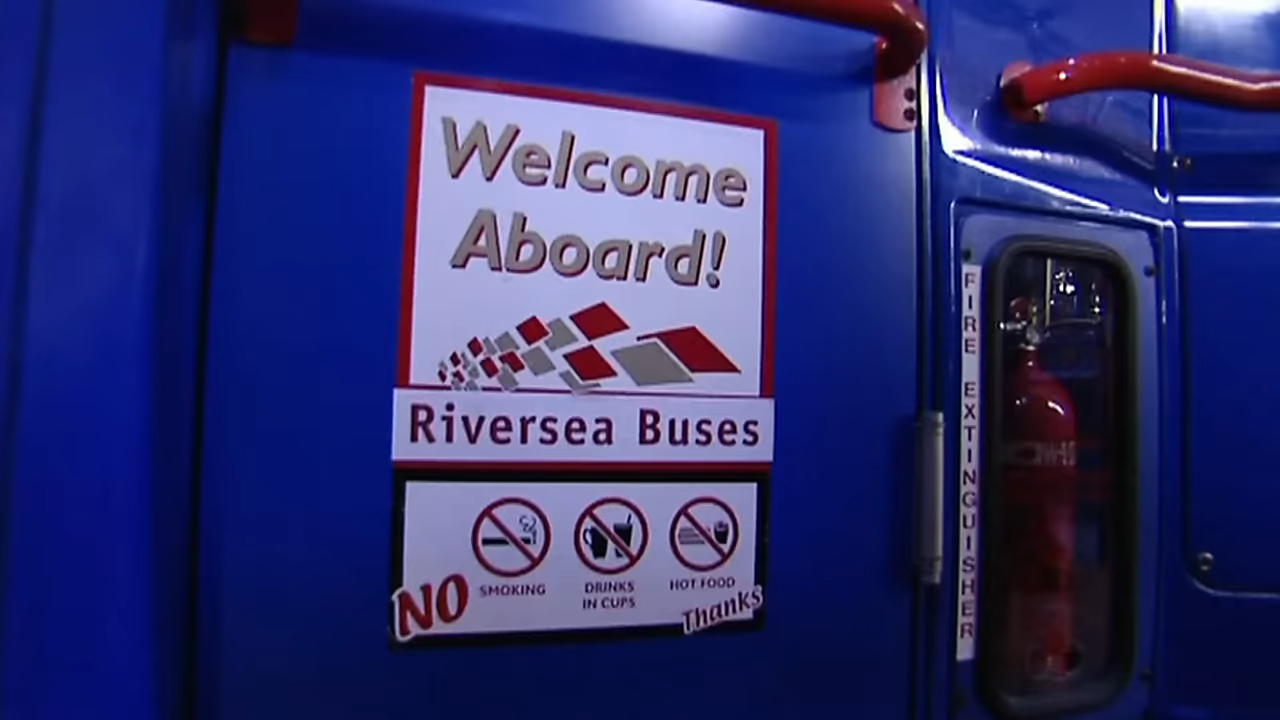 Welcome
Aboard!
Riversea Buses
NO
SMOKING
DRINKS
IN CUPS
HOT FOOD
Thanks
FIRE EXTINGUISHER